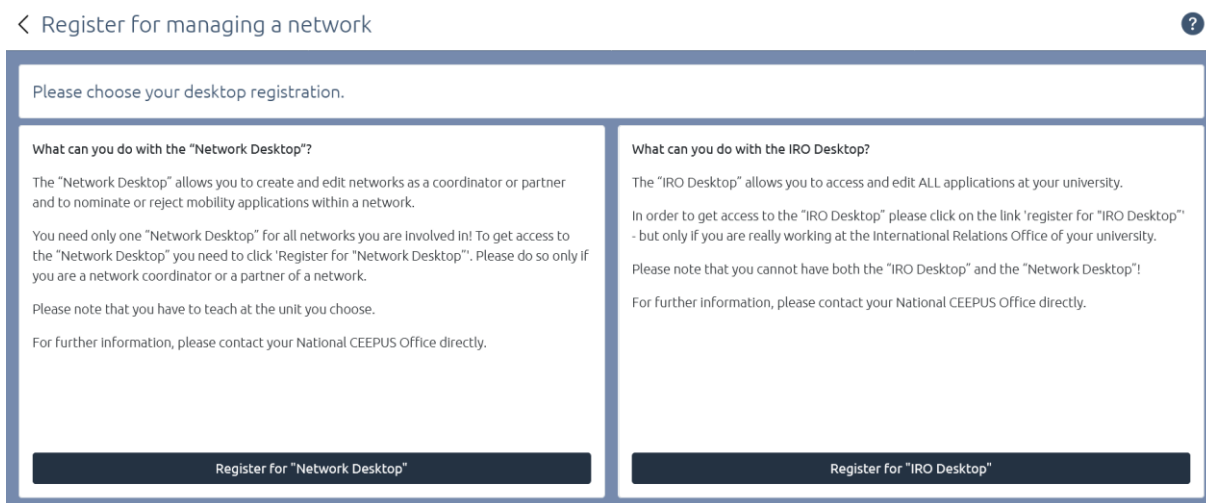 Register for managing a network
?
Please choose your desktop registration.
What can you do with the “Network Desktop”?
The “Network Desktop” allows you to create and edit networks as a coordinator or partner
and to nominate or reject mobility applications within a network.
You need only one “Network Desktop” for all networks you are involved in! To get access to
the “Network Desktop” you need to click 'Register for "Network Desktop"'. Please do so only if
you are a network coordinator or a partner of a network.
Please note that you have to teach at the unit you choose.
For further information, please contact your National CEEPUS Office directly.
Register for "Network Desktop"
What can you do with the IRO Desktop?
The “IRO Desktop” allows you to access and edit ALL applications at your university.
In order to get access to the “IRO Desktop” please click on the link 'register for "IRO Desktop"'
- but only if you are really working at the International Relations Office of your university.
Please note that you cannot have both the “IRO Desktop” and the “Network Desktop”!
For further information, please contact your National CEEPUS Office directly.
Register for "IRO Desktop"